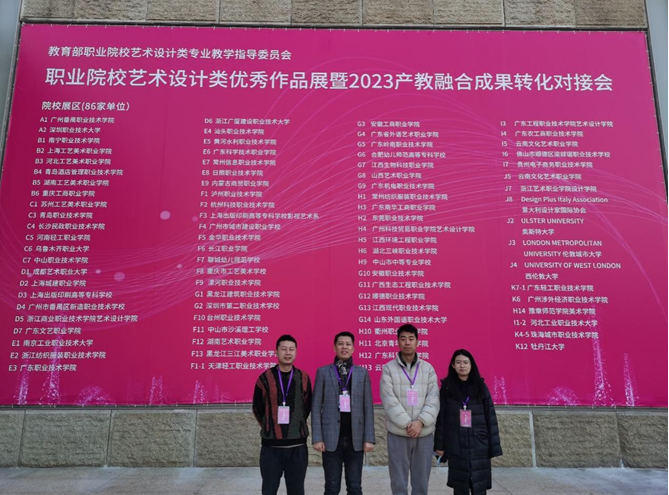 教育部职业院校艺术设计类专业教学指导委员会
职业院校艺术设计类优秀作品展暨2023产教融合成果转化对接会
院校展区(86家单位)
A1 广州番禺职业技术学院
A2 深圳职业技术大学
B1 南宁职业技术学院
B2 上海工艺美术职业学院
B3 河北工艺美术职业学院
B4 青岛酒店管理职业技术学院
B5 湖南工艺美术职业学院
B6 重庆工商职业学院
C1 苏州工艺美术职业学院
C3 青岛职业技术学院
C4 长沙民政职业技术学院
C5 河南轻工职业学院
C6 乌鲁木齐职业大学
C7 中山职业技术学院
D1 成都艺术职业大学
D2 上海城建职业学院
D3 上海出版印刷高等专科学校
D4 广州市番禺区新造职业技术学校
D5 浙江商业职业技术学院艺术设计学院
D7 广东文艺职业学院
E1 南京工业职业技术大学
E2 浙江纺织服装职业技术学院
E3 广东职业技术学院
D6 浙江广厦建设职业技术大学
E4 汕头职业技术学院
E5 黄河水利职业技术学院
E6 广东科学技术职业学院
E7 常州信息职业技术学院
E8 日照职业技术学院
E9 内蒙古商贸职业学院
F1 泸州职业技术学院
F2 杭州科技职业技术学院
F3 上海出版印刷高等专科学校影视艺术系
F4 广州市城市建设职业学校
F5 金华职业技术学院
F6 长江职业学院
F7 聊城幼儿师范学校
F8 重庆市工艺美术学校
F9 漯河职业技术学院
G1 黑龙江建筑职业技术学院
G2 深圳市第二职业技术学校
F10 台州职业技术学院
F11 中山市沙溪理工学校
F12 湖南艺术职业学院
F13 黑龙江三江美术职业学院
F1-1 天津轻工职业技术学院
G3 安徽工商职业学院
G4 广东省外语艺术职业学院
G5 广东岭南职业技术学院
G6 合肥幼儿师范高等专科学校
G7 江西生物科技职业学院
G8 山西艺术职业学院
G9 广东机电职业技术学院
H1 常州纺织服装职业技术学院
H3 广东南华工商职业学院
H2 东莞职业技术学院
H4 广州科技贸易职业学院艺术设计学院
H5 江西环境工程职业学院
H6 湖北三峡职业技术学院
H9 中山市中等专业学校
G10 安徽职业技术学院
G11 广西生态工程职业技术学院
G12 顺德职业技术学院
G13 江西现代职业技术学院
G14 山东外国语职业技术大学
H10 衢州职业
H11 北京青
H12 广东科
云
I3 广东工程职业技术学院艺术设计学院
I4 广东农工商职业技术学院
I5 云南文化艺术职业学院
I6 佛山市顺德区梁銶琚职业技术学校
I7 贵州电子商务职业技术学院
J5 云南文化艺术职业学院
J7 浙江艺术职业学院设计学院
J8 Design Plus Italy Association
意大利设计家国际协会
J2 ULSTER UNIVERSITY
奥斯特大学
J3 LONDON METROPOLITAN
UNIVERSITY 伦敦城市大学
J4 UNIVERSITY OF WEST LONDON
西伦敦大学
K7-1 广东轻工职业技术学院
K6 广州涉外经济职业技术学院
H14 豫章师范学院美术学院
I1-2 河北工业职业技术大学
K4-5 珠海城市职业技术学院
K12 牡丹江大学